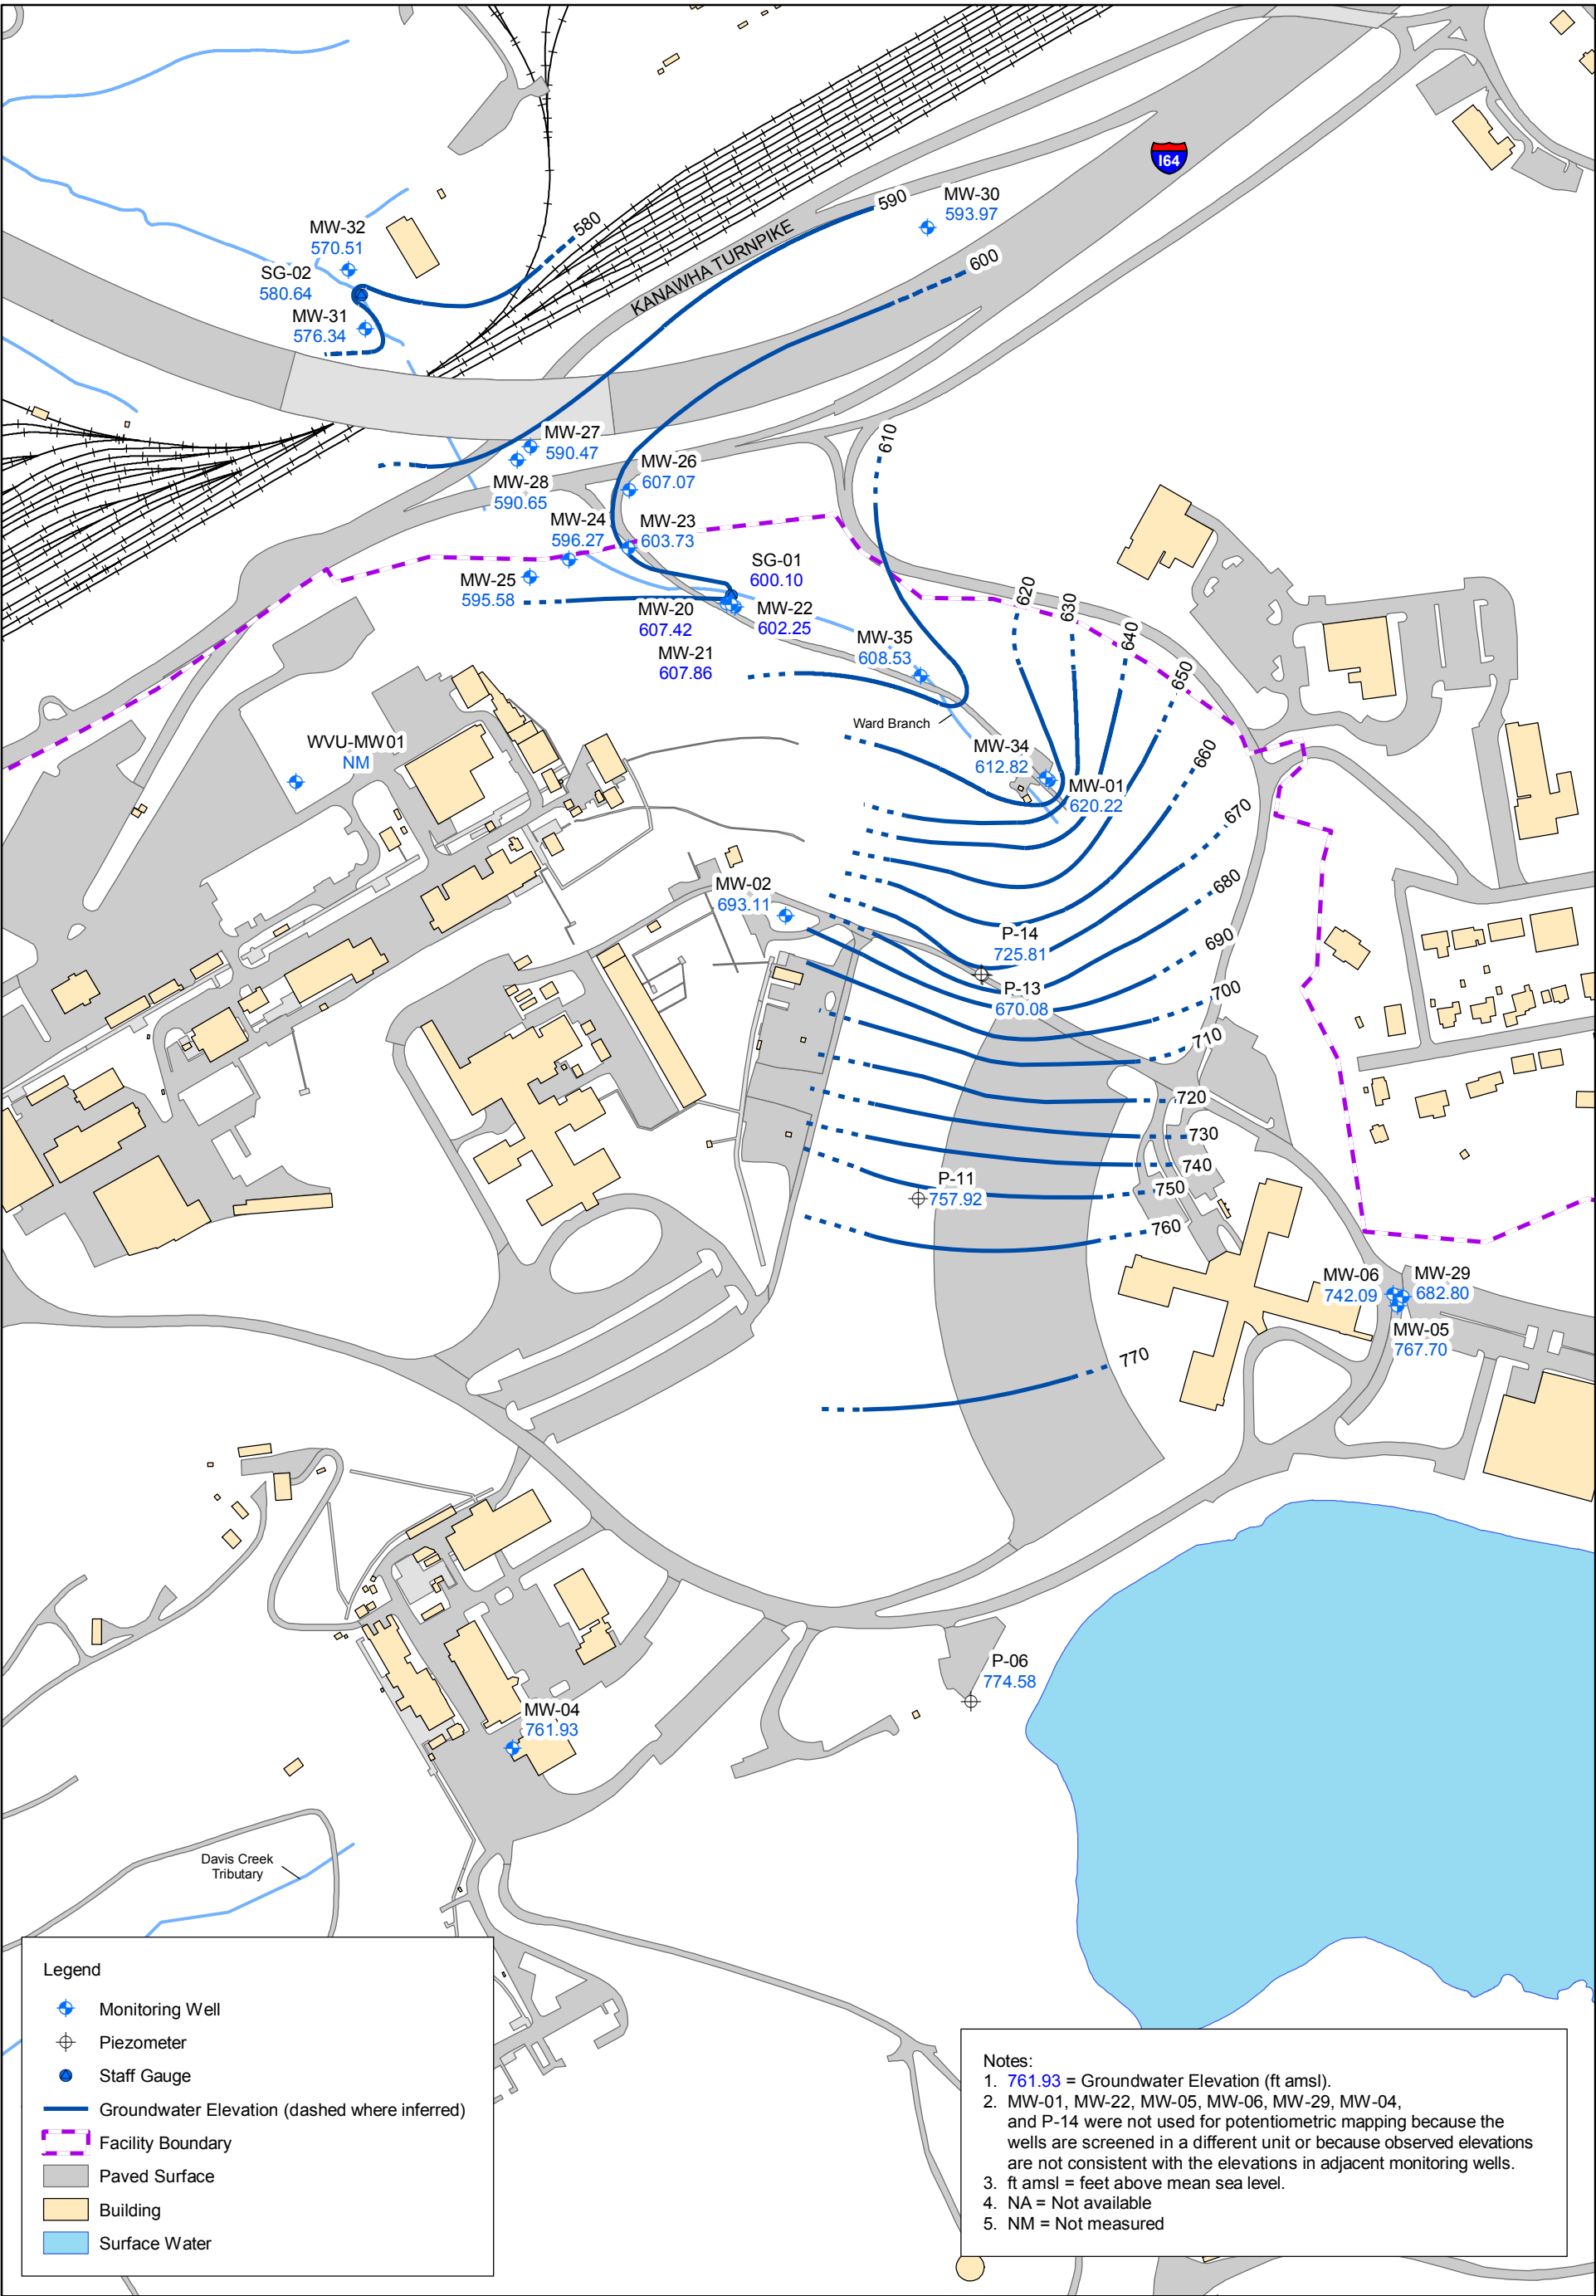 I64
580
590
MW-30
593.97
MW-32
570.51
KANAWHA TURNPIKE
600
SG-02
580.64
MW-31
576.34
610
MW-27
590.47
MW-26
607.07
MW-28
590.65
MW-24
596.27
MW-23
603.73
SG-01
600.10
MW-25
595.58
MW-20
607.42
MW-22
602.25
620
630
640
650
MW-35
608.53
MW-21
607.86
Ward Branch
WVU-MW01
NM
MW-34
612.82
660
MW-01
620.22
670
MW-02
693.11
680
P-14
725.81
690
P-13
670.08
700
710
720
730
740
P-11
757.92
750
760
MW-06
742.09
MW-29
682.80
MW-05
767.70
770
P-06
774.58
MW-04
761.93
Davis Creek
Tributary
Legend
Monitoring Well
Piezometer
Staff Gauge
Groundwater Elevation (dashed where inferred)
Facility Boundary
Paved Surface
Building
Surface Water
Notes:
1. 761.93 = Groundwater Elevation (ft amsl).
2. MW-01, MW-22, MW-05, MW-06, MW-29, MW-04,
and P-14 were not used for potentiometric mapping because the
wells are screened in a different unit or because observed elevations
are not consistent with the elevations in adjacent monitoring wells.
3. ft amsl = feet above mean sea level.
4. NA = Not available
5. NM = Not measured